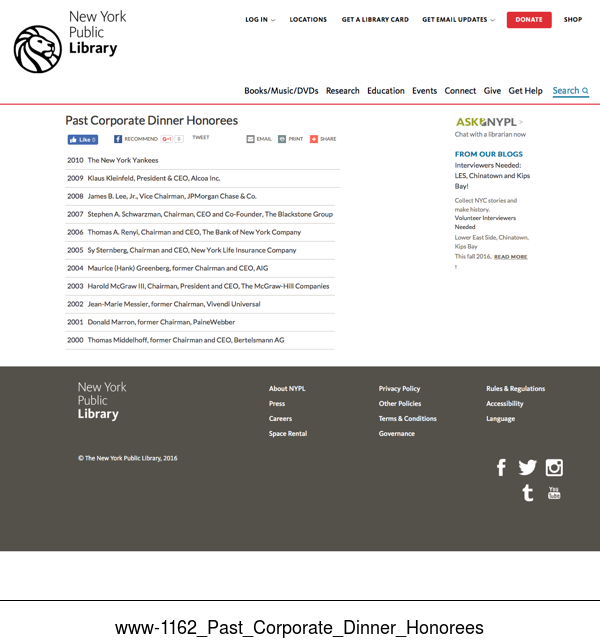 New York
Public
Library
LOG IN
LOCATIONS
GET A LIBRARY CARD
GET EMAIL UPDATES
DONATE
SHOP
Books/Music/DVDs Research Education Events Connect Give Get Help Search
Past Corporate Dinner Honorees
Like 0
RECOMMEND
G+1 0
TWEET
EMAIL
PRINT
SHARE
2010 The New York Yankees
2009 Klaus Kleinfeld, President & CEO, Alcoa Inc.
2008 James B. Lee, Jr., Vice Chairman, JPMorgan Chase & Co.
2007 Stephen A. Schwarzman, Chairman, CEO and Co-Founder, The Blackstone Group
2006 Thomas A. Renyi, Chairman and CEO, The Bank of New York Company
2005 Sy Sternberg, Chairman and CEO, New York Life Insurance Company
2004 Maurice (Hank) Greenberg, former Chairman and CEO, AIG
2003 Harold McGraw III, Chairman, President and CEO, The McGraw-Hill Companies
2002 Jean-Marie Messier, former Chairman, Vivendi Universal
2001 Donald Marron, former Chairman, PaineWebber
2000 Thomas Middelhoff, former Chairman and CEO, Bertelsmann AG
ASK NYPL >
Chat with a librarian now
FROM OUR BLOGS
Interviewers Needed:
LES, Chinatown and Kips
Bay!
Collect NYC stories and
make history.
Volunteer Interviewers
Needed
Lower East Side, Chinatown,
Kips Bay
This fall 2016, READ MORE
New York
Public
Library
© The New York Public Library, 2016
About NYPL
Press
Careers
Space Rental
Privacy Policy
Other Policies
Terms & Conditions
Governance
Rules & Regulations
Accessibility
Language
You
Tube
www-1162_Past_Corporate_Dinner_Honorees